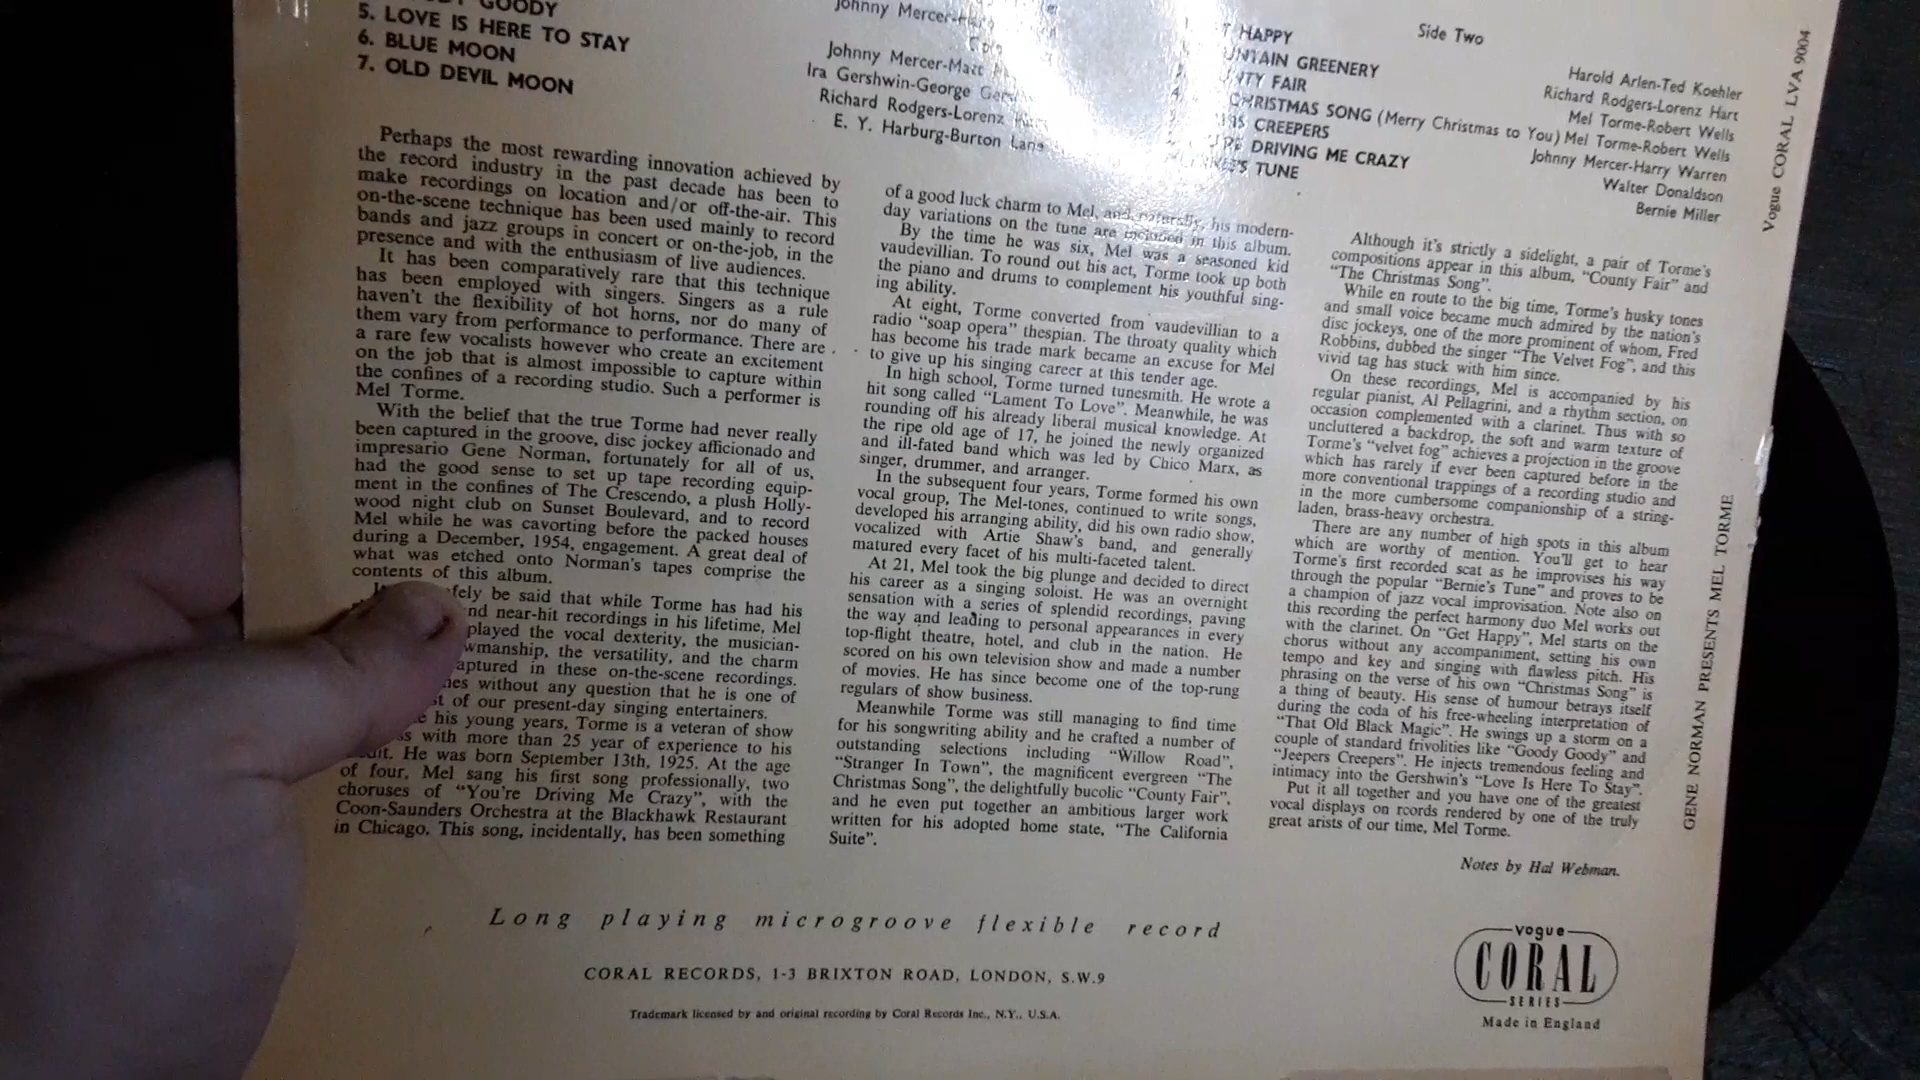 GOODY
5. LOVE IS HERE TO STAY
6. BLUE MOON
7. OLD DEVIL MOON
Johnny Mercer-
Johnny Mercer-
Ira Gershwin-George
Richard Rodgers-Lorenz
E. Y. Harburg-Burton Lane
Side Two
HAPPY
GREENERY
FAIR
CHRISTMAS SONG (Merry Christmas to You)
CREEPERS
DRIVING ME CRAZY
TUNE
Harold Arlen-Ted Koehler
Richard Rodgers-Lorenz Hart
Mel Torme-Robert Wells
Mel Torme-Robert Wells
Johnny Mercer-Harry Warren
Walter Donaldson
Bernie Miller
Perhaps the most rewarding innovation achieved by
the record industry in the past decade has been to
make recordings on location and/or off-the-air. This
on-the-scene technique has been used mainly to record
bands and jazz groups in concert or on-the-job, in the
presence and with the enthusiasm of live audiences.
It has been comparatively rare that this technique
has been employed with singers. Singers as a rule
haven't the flexibility of hot horns, nor do many of
them vary from performance to performance. There are
a rare few vocalists however who create an excitement
on the job that is almost impossible to capture within
the confines of a recording studio. Such a performer is
Mel Torme.
With the belief that the true Torme had never really
been captured in the groove, disc jockey afficionado and
impresario Gene Norman, fortunately for all of us,
had the good sense to set up tape recording equip-
ment in the confines of The Crescendo, a plush Holly-
wood night club on Sunset Boulevard, and to record
Mel while he was cavorting before the packed houses
during a December, 1954, engagement. A great deal of
what was etched onto Norman's tapes comprise the
contents of this album.
be said that while Torme has had his
near-hit recordings in his lifetime, Mel
played the vocal dexterity, the musician-
the versatility, and the charm
in these on-the-scene recordings.
without any question that he is one of
of our present-day singing entertainers.
his young years, Torme is a veteran of show
with more than 25 year of experience to his
He was born September 13th, 1925. At the age
of four, Mel sang his first song professionally, two
choruses of "You're Driving Me Crazy", with the
Coon-Saunders Orchestra at the Blackhawk Restaurant
in Chicago. This song, incidentally, has been something
of a good luck charm to Mel, and naturally, his modern-
day variations on the tune are included in this album.
By the time he was six, Mel was a seasoned kid
vaudevillian. To round out his act, Torme took up both
the piano and drums to complement his youthful sing-
ing ability.
At eight, Torme converted from vaudevillian to a
radio "soap opera" thespian. The throaty quality which
has become his trade mark became an excuse for Mel
to give up his singing career at this tender age.
In high school, Torme turned tunesmith. He wrote a
hit song called "Lament To Love". Meanwhile, he was
rounding off his already liberal musical knowledge. At
the ripe old age of 17, he joined the newly organized
and ill-fated band which was led by Chico Marx, as
singer, drummer, and arranger.
In the subsequent four years, Torme formed his own
vocal group, The Mel-tones, continued to write songs,
developed his arranging ability, did his own radio show,
vocalized with Artie Shaw's band, and generally
matured every facet of his multi-faceted talent.
At 21, Mel took the big plunge and decided to direct
his career as a singing soloist. He was an overnight
sensation with a series of splendid recordings, paving
the way and leading to personal appearances in every
top-flight theatre, hotel, and club in the nation. He
scored on his own television show and made a number
of movies. He has since become one of the top-rung
regulars of show business.
Meanwhile Torme was still managing to find time
for his songwriting ability and he crafted a number of
outstanding selections including "Willow Road",
"Stranger In Town", the magnificent evergreen "The
Christmas Song", the delightfully bucolic "County Fair",
and he even put together an ambitious larger work
written for his adopted home state, "The California
Suite".
Although it's strictly a sidelight, a pair of Torme's
compositions appear in this album, "County Fair" and
"The Christmas Song".
While en route to the big time, Torme's husky tones
and small voice became much admired by the nation's
disc jockeys, one of the more prominent of whom, Fred
Robbins, dubbed the singer "The Velvet Fog", and this
vivid tag has stuck with him since.
On these recordings, Mel is accompanied by his
regular pianist, Al Pellagrini, and a rhythm section, on
occasion complemented with a clarinet. Thus with so
uncluttered a backdrop, the soft and warm texture of
Torme's "velvet fog" achieves a projection in the groove
which has rarely if ever been captured before in the
more conventional trappings of a recording studio and
in the more cumbersome companionship of a string-
laden, brass-heavy orchestra.
There are any number of high spots in this album
which are worthy of mention. You'll get to hear
Torme's first recorded scat as he improvises his way
through the popular "Bernie's Tune" and proves to be
a champion of jazz vocal improvisation. Note also on
this recording the perfect harmony duo Mel works out
with the clarinet. On "Get Happy", Mel starts on the
chorus without any accompaniment, setting his own
tempo and key and singing with flawless pitch. His
phrasing on the verse of his own "Christmas Song" is
a thing of beauty. His sense of humour betrays itself
during the coda of his free-wheeling interpretation of
"That Old Black Magic". He swings up a storm on a
couple of standard frivolities like "Goody Goody" and
"Jeepers Creepers". He injects tremendous feeling and
intimacy into the Gershwin's "Love Is Here To Stay".
Put it all together and you have one of the greatest
vocal displays on rcords rendered by one of the truly
great arists of our time, Mel Torme.
Notes by Hal Webman.
Long playing microgroove flexible record
CORAL RECORDS, 1-3 BRIXTON ROAD, LONDON, S.W.9
Trademark licensed by and original recording by Coral Records Inc., N.Y., U.S.A.
vogue
CORAL
SERIES
Made in England
Vogue CORAL LVA 9004
GENE NORMAN PRESENTS MEL TORME